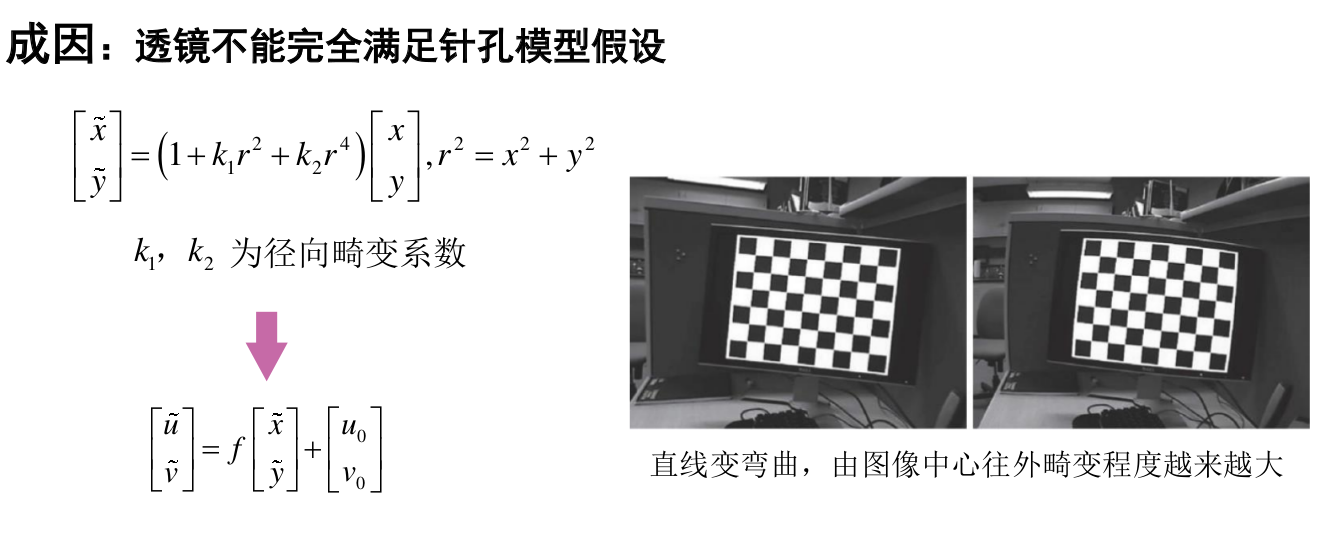 成因：透镜不能完全满足针孔模型假设
$\begin{bmatrix} \tilde{x} \\ \tilde{y} \end{bmatrix} = \left(1 + k_1 r^2 + k_2 r^4\right) \begin{bmatrix} x \\ y \end{bmatrix}, r^2 = x^2 + y^2$
$k_1$，$k_2$ 为径向畸变系数
$\begin{bmatrix} \tilde{u} \\ \tilde{v} \end{bmatrix} = f \begin{bmatrix} \tilde{x} \\ \tilde{y} \end{bmatrix} + \begin{bmatrix} u_0 \\ v_0 \end{bmatrix}$
直线变弯曲，由图像中心往外畸变程度越来越大